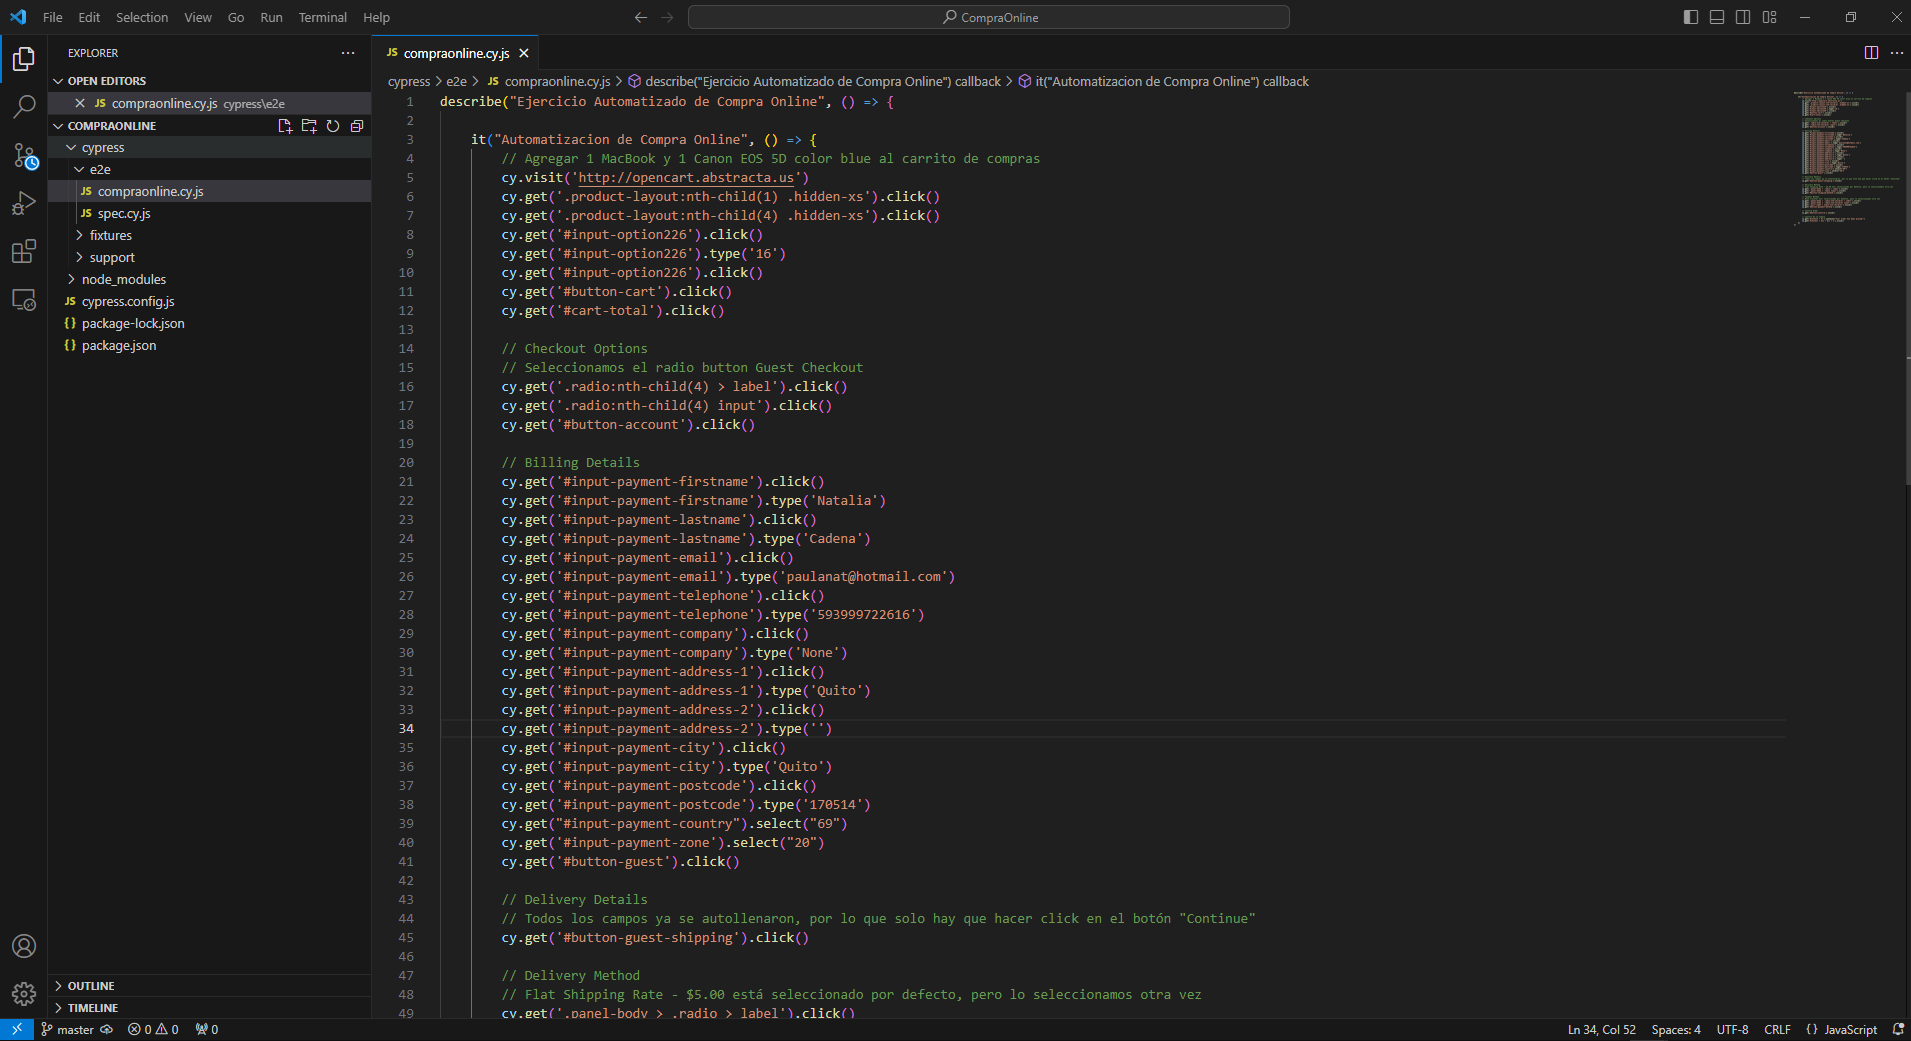 File Edit Selection View Go Run Terminal Help
CompraOnline
EXPLORER
OPEN EDITORS
JS compraonline.cy.js cypress\e2e
COMPRAONLINE
cypress
e2e
JS compraonline.cy.js
JS spec.cy.js
fixtures
support
node_modules
JS cypress.config.js
{} package-lock.json
{} package.json
OUTLINE
TIMELINE
JS compraonline.cy.js
cypress > e2e > JS compraonline.cy.js > describe("Ejercicio Automatizado de Compra Online") callback > it("Automatizacion de Compra Online") callback
1 describe("Ejercicio Automatizado de Compra Online", () => {
2
3 it("Automatizacion de Compra Online", () => {
4 // Agregar 1 MacBook y 1 Canon EOS 5D color blue al carrito de compras
5 cy.visit('http://opencart.abstracta.us')
6 cy.get('.product-layout:nth-child(1) .hidden-xs').click()
7 cy.get('.product-layout:nth-child(4) .hidden-xs').click()
8 cy.get('#input-option226').click()
9 cy.get('#input-option226').type('16')
10 cy.get('#input-option226').click()
11 cy.get('#button-cart').click()
12 cy.get('#cart-total').click()
13
14 // Checkout Options
15 // Seleccionamos el radio button Guest Checkout
16 cy.get('.radio:nth-child(4) > label').click()
17 cy.get('.radio:nth-child(4) input').click()
18 cy.get('#button-account').click()
19
20 // Billing Details
21 cy.get('#input-payment-firstname').click()
22 cy.get('#input-payment-firstname').type('Natalia')
23 cy.get('#input-payment-lastname').click()
24 cy.get('#input-payment-lastname').type('Cadena')
25 cy.get('#input-payment-email').click()
26 cy.get('#input-payment-email').type('paulanat@hotmail.com')
27 cy.get('#input-payment-telephone').click()
28 cy.get('#input-payment-telephone').type('593999722616')
29 cy.get('#input-payment-company').click()
30 cy.get('#input-payment-company').type('None')
31 cy.get('#input-payment-address-1').click()
32 cy.get('#input-payment-address-1').type('Quito')
33 cy.get('#input-payment-address-2').click()
34 cy.get('#input-payment-address-2').type('')
35 cy.get('#input-payment-city').click()
36 cy.get('#input-payment-city').type('Quito')
37 cy.get('#input-payment-postcode').click()
38 cy.get('#input-payment-postcode').type('170514')
39 cy.get("#input-payment-country").select("69")
40 cy.get('#input-payment-zone').select("20")
41 cy.get('#button-guest').click()
42
43 // Delivery Details
44 // Todos los campos ya se autollenaron, por lo que solo hay que hacer click en el botón "Continue"
45 cy.get('#button-guest-shipping').click()
46
47 // Delivery Method
48 // Flat Shipping Rate - $5.00 está seleccionado por defecto, pero lo seleccionamos otra vez
49 cy.get('.panel-body > .radio > label').click()
master 0 0 0 Ln 34, Col 52 Spaces: 4 UTF-8 CRLF {} JavaScript